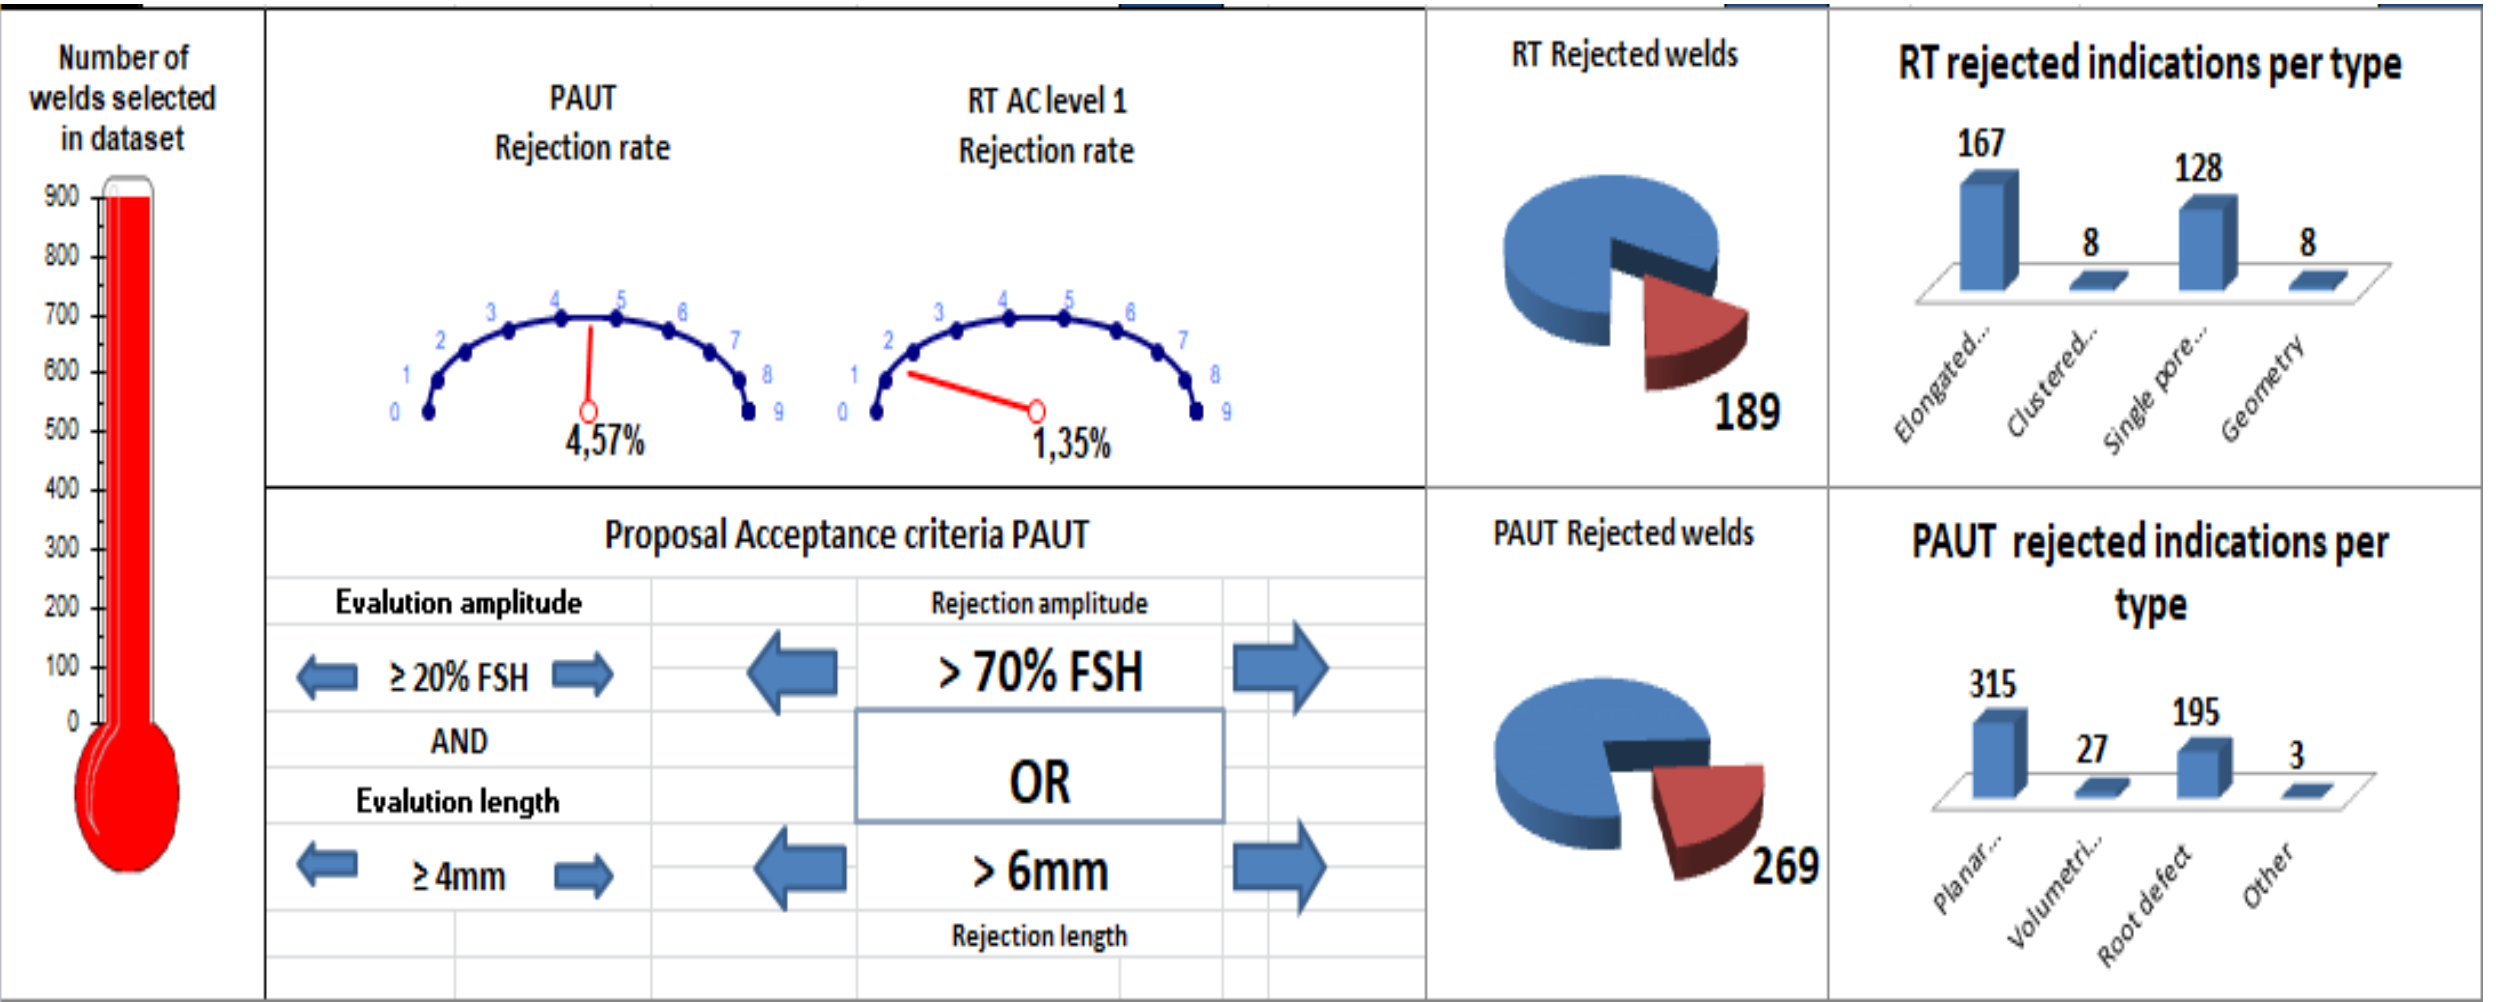 Number of
welds selected
in dataset
900
800
700
600
500
400
300
200
100
0
PAUT
Rejection rate
0
1
2
3
4
5
6
7
8
9
4,57%
RT AC level 1
Rejection rate
0
1
2
3
4
5
6
7
8
9
1,35%
Proposal Acceptance criteria PAUT
Evalution amplitude
≥ 20% FSH
AND
Evalution length
≥ 4mm
Rejection amplitude
> 70% FSH
OR
> 6mm
Rejection length
RT Rejected welds
189
RT rejected indications per type
167
8
128
8
Elongated...
Clustered...
Single pore...
Geometry
PAUT Rejected welds
269
PAUT rejected indications per
type
315
27
195
3
Planar...
Volumetri...
Root defect
Other